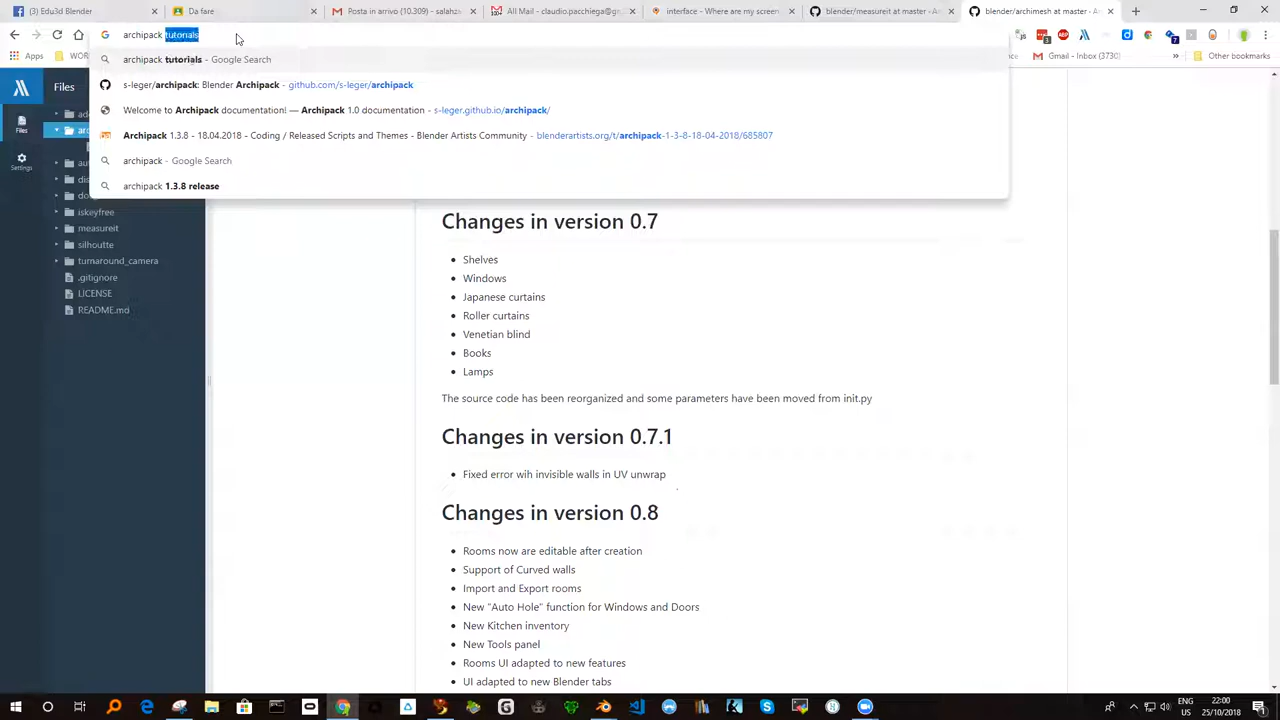 (3) Edu3 Blender
Da fare
Posta in arrivo (10.309) - salahz
All Mail - claudio.pacchiega@g
interface - Where are my screen
blender/measureit at master · A
blender/archimesh at master · A
archipack tutorials
Apps
Gmail - Inbox (3730)
»
Other bookmarks
archipack tutorials - Google Search
s-leger/archipack: Blender Archipack - github.com/s-leger/archipack
Welcome to Archipack documentation! — Archipack 1.0 documentation - s-leger.github.io/archipack/
Archipack 1.3.8 - 18.04.2018 - Coding / Released Scripts and Themes - Blender Artists Community - blenderartists.org/t/archipack-1-3-8-18-04-2018/685807
archipack - Google Search
archipack 1.3.8 release
Files
Files
Settings
iskeyfree
measureit
silhoutte
turnaround_camera
.gitignore
LICENSE
README.md
Changes in version 0.7
Shelves
Windows
Japanese curtains
Roller curtains
Venetian blind
Books
Lamps
The source code has been reorganized and some parameters have been moved from init.py
Changes in version 0.7.1
Fixed error wih invisible walls in UV unwrap
Changes in version 0.8
Rooms now are editable after creation
Support of Curved walls
Import and Export rooms
New "Auto Hole" function for Windows and Doors
New Kitchen inventory
New Tools panel
Rooms UI adapted to new features
UI adapted to new Blender tabs
ENG
US
22:00
25/10/2018